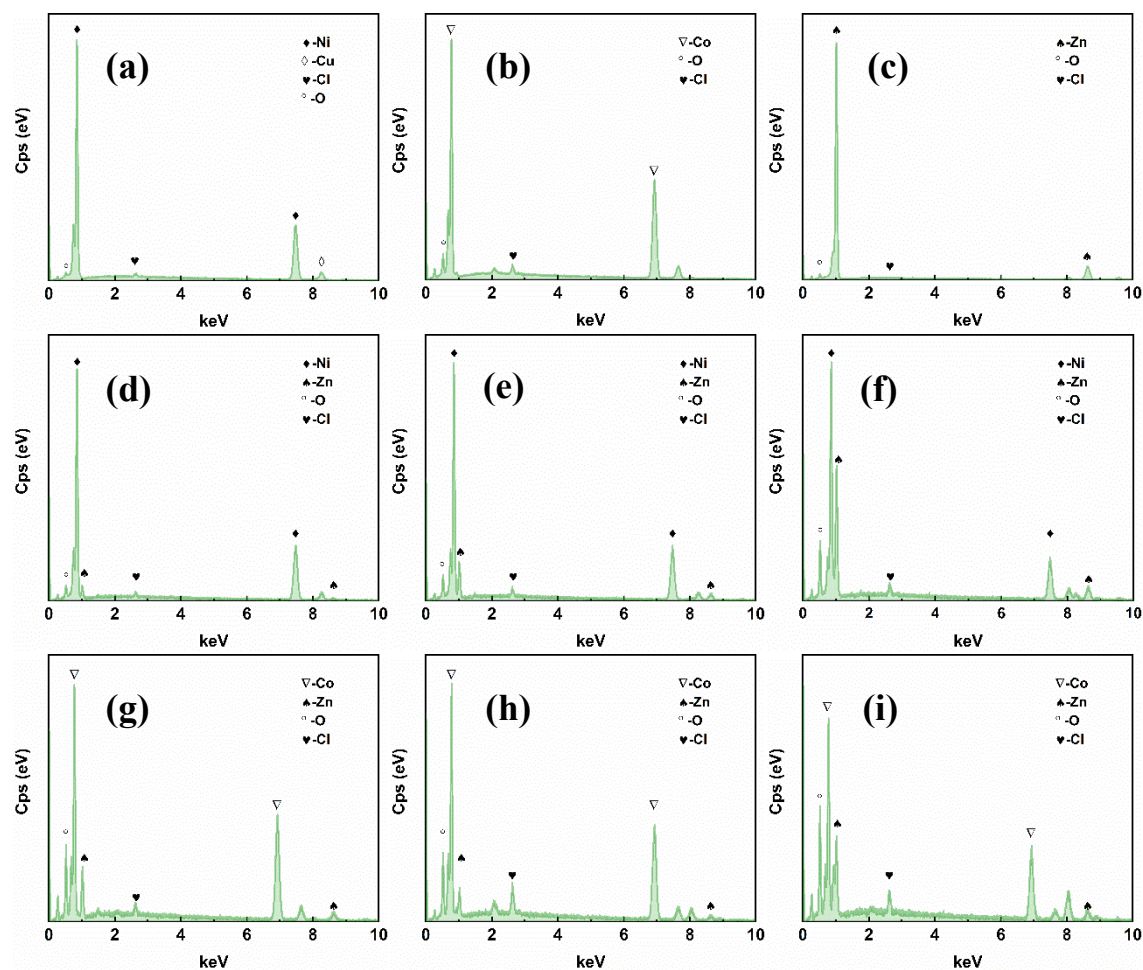 (a)
♦-Ni
◊-Cu
♥-Cl
○-O
Cps (eV)
0 2 4 6 8 10
keV
(b)
▽-Co
○-O
♥-Cl
Cps (eV)
0 2 4 6 8 10
keV
(c)
♠-Zn
○-O
♥-Cl
Cps (eV)
0 2 4 6 8 10
keV
(d)
♦-Ni
♠-Zn
○-O
♥-Cl
Cps (eV)
0 2 4 6 8 10
keV
(e)
♦-Ni
♠-Zn
○-O
♥-Cl
Cps (eV)
0 2 4 6 8 10
keV
(f)
♦-Ni
♠-Zn
○-O
♥-Cl
Cps (eV)
0 2 4 6 8 10
keV
(g)
▽-Co
♠-Zn
○-O
♥-Cl
Cps (eV)
0 2 4 6 8 10
keV
(h)
▽-Co
♠-Zn
○-O
♥-Cl
Cps (eV)
0 2 4 6 8 10
keV
(i)
▽-Co
♠-Zn
○-O
♥-Cl
Cps (eV)
0 2 4 6 8 10
keV